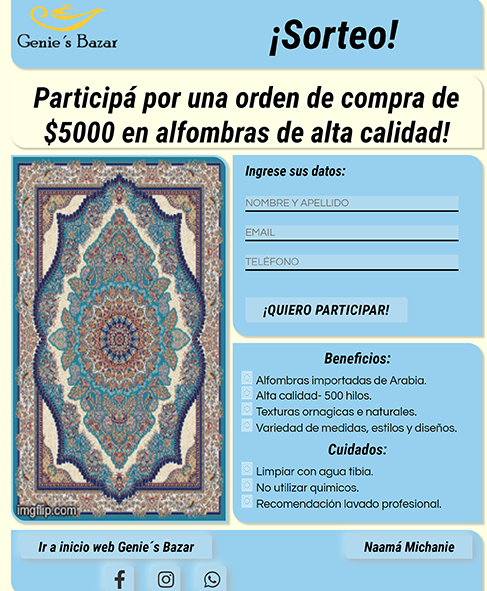 Genie´s Bazar
¡Sorteo!
Participá por una orden de compra de
$5000 en alfombras de alta calidad!
Ingrese sus datos:
NOMBRE Y APELLIDO
EMAIL
TELÉFONO
¡QUIERO PARTICIPAR!
Beneficios:
Alfombras importadas de Arabia.
Alta calidad- 500 hilos.
Texturas ornagicas e naturales.
Variedad de medidas, estilos y diseños.
Cuidados:
Limpiar con agua tibia.
No utilizar quimicos.
Recomendación lavado profesional.
imgflip.com
Ir a inicio web Genie´s Bazar
Naamá Michanie